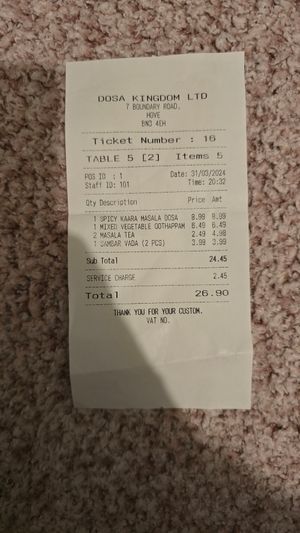 DOSA KINGDOM LTD
7 BOUNDARY ROAD,
HOVE
BN3 4EH
Ticket Number : 16
TABLE 5 [2] Items 5
POS ID : 1 Date: 31/03/2024
Staff ID: 101 Time: 20:32
Qty Description Price Amt
1 SPICY KAARA MASALA DOSA 8.99 8.99
1 MIXED VEGETABLE OOTHAPPAM 6.49 6.49
2 MASALA TEA 2.49 4.98
1 SAMBAR VADA (2 PCS) 3.99 3.99
Sub Total 24.45
SERVICE CHARGE 2.45
Total 26.90
THANK YOU FOR YOUR CUSTOM.
VAT NO.